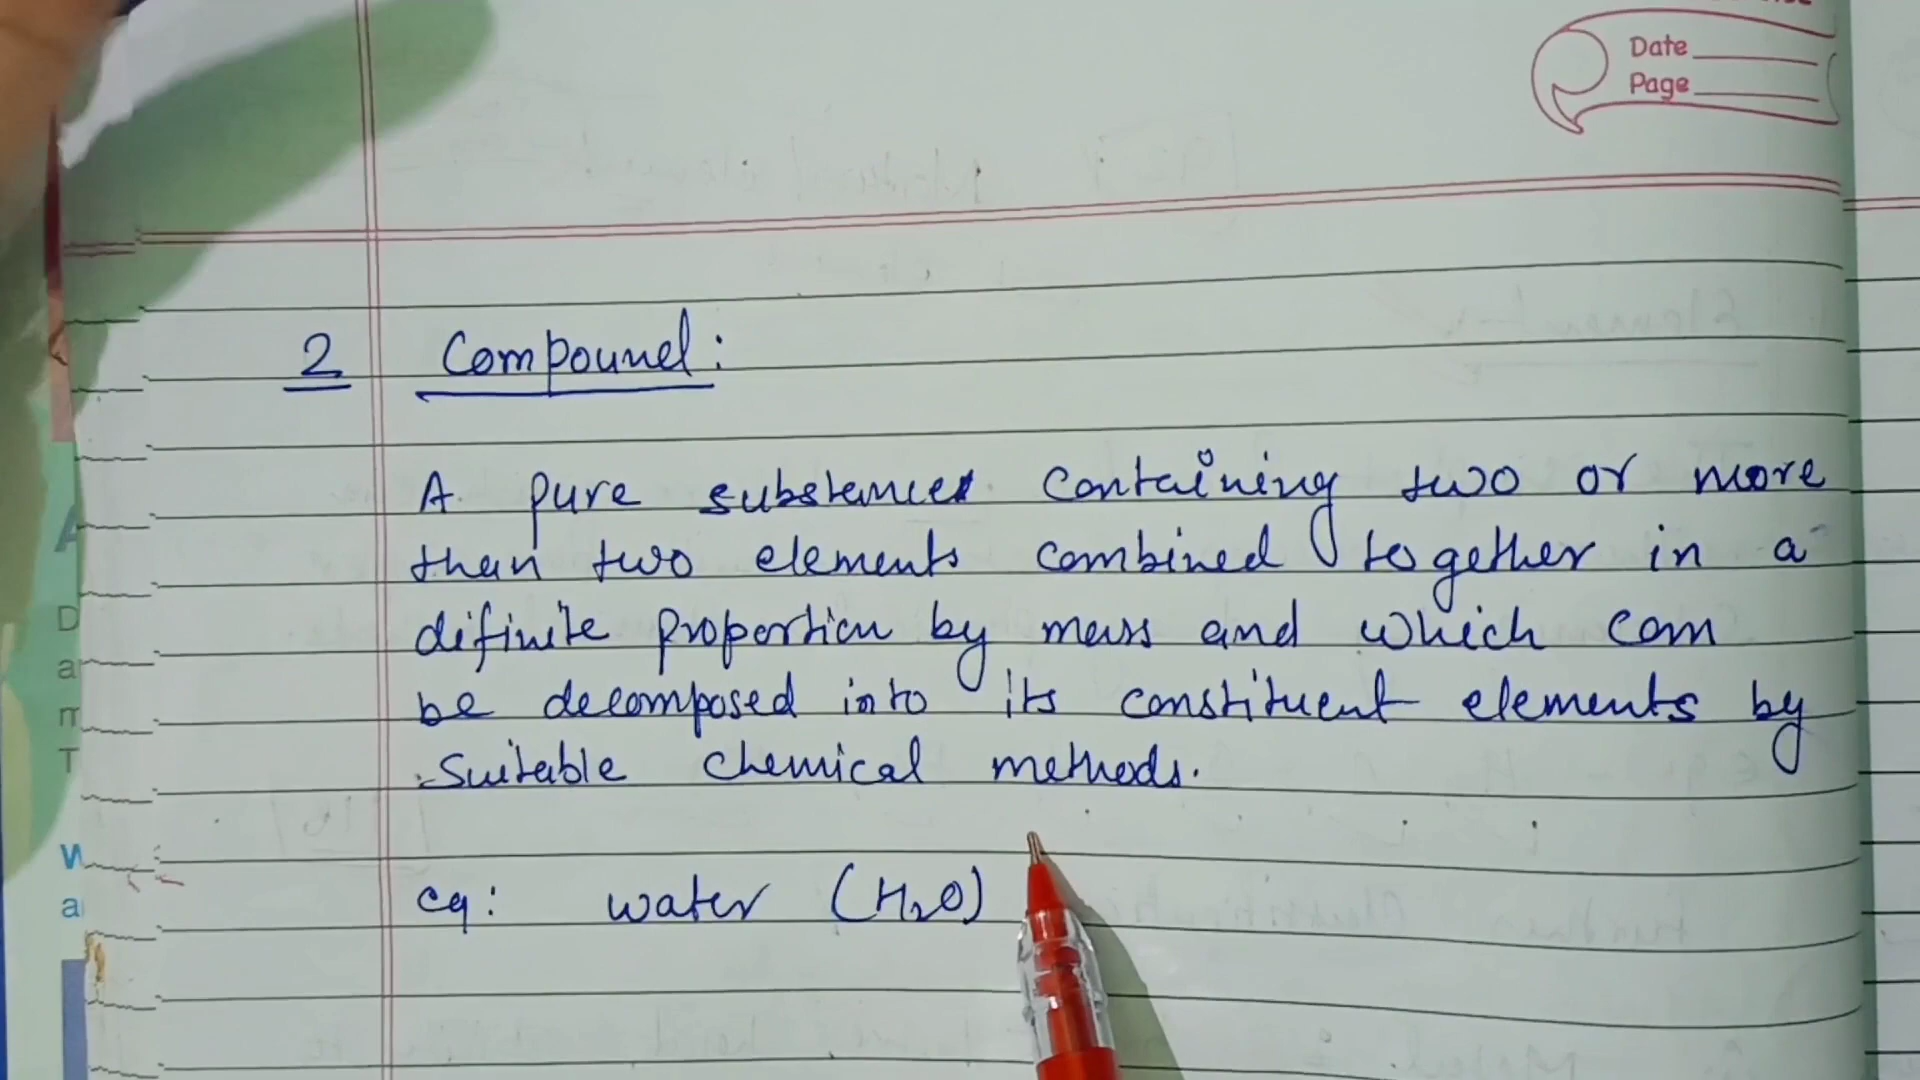 Date
Page
2 Compound:
A pure substance containing two or more
than two elements combined together in a
difinite proportion by mass and which can
be decomposed into its constituent elements by
suitable chemical methods.
eg: water (H₂O)